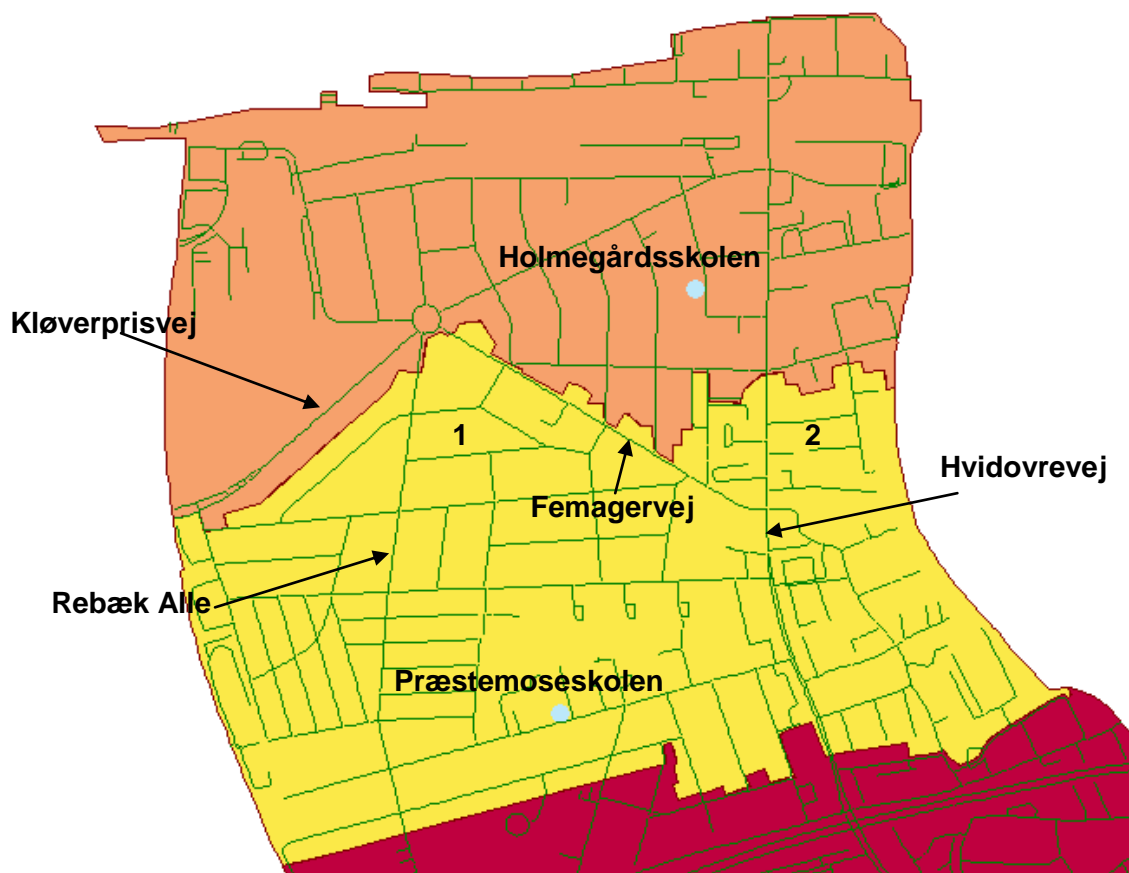 Holmegårdsskolen
Kløverprisvej
1
2
Hvidovrevej
Femagervej
Rebæk Alle
Præstemoseskolen